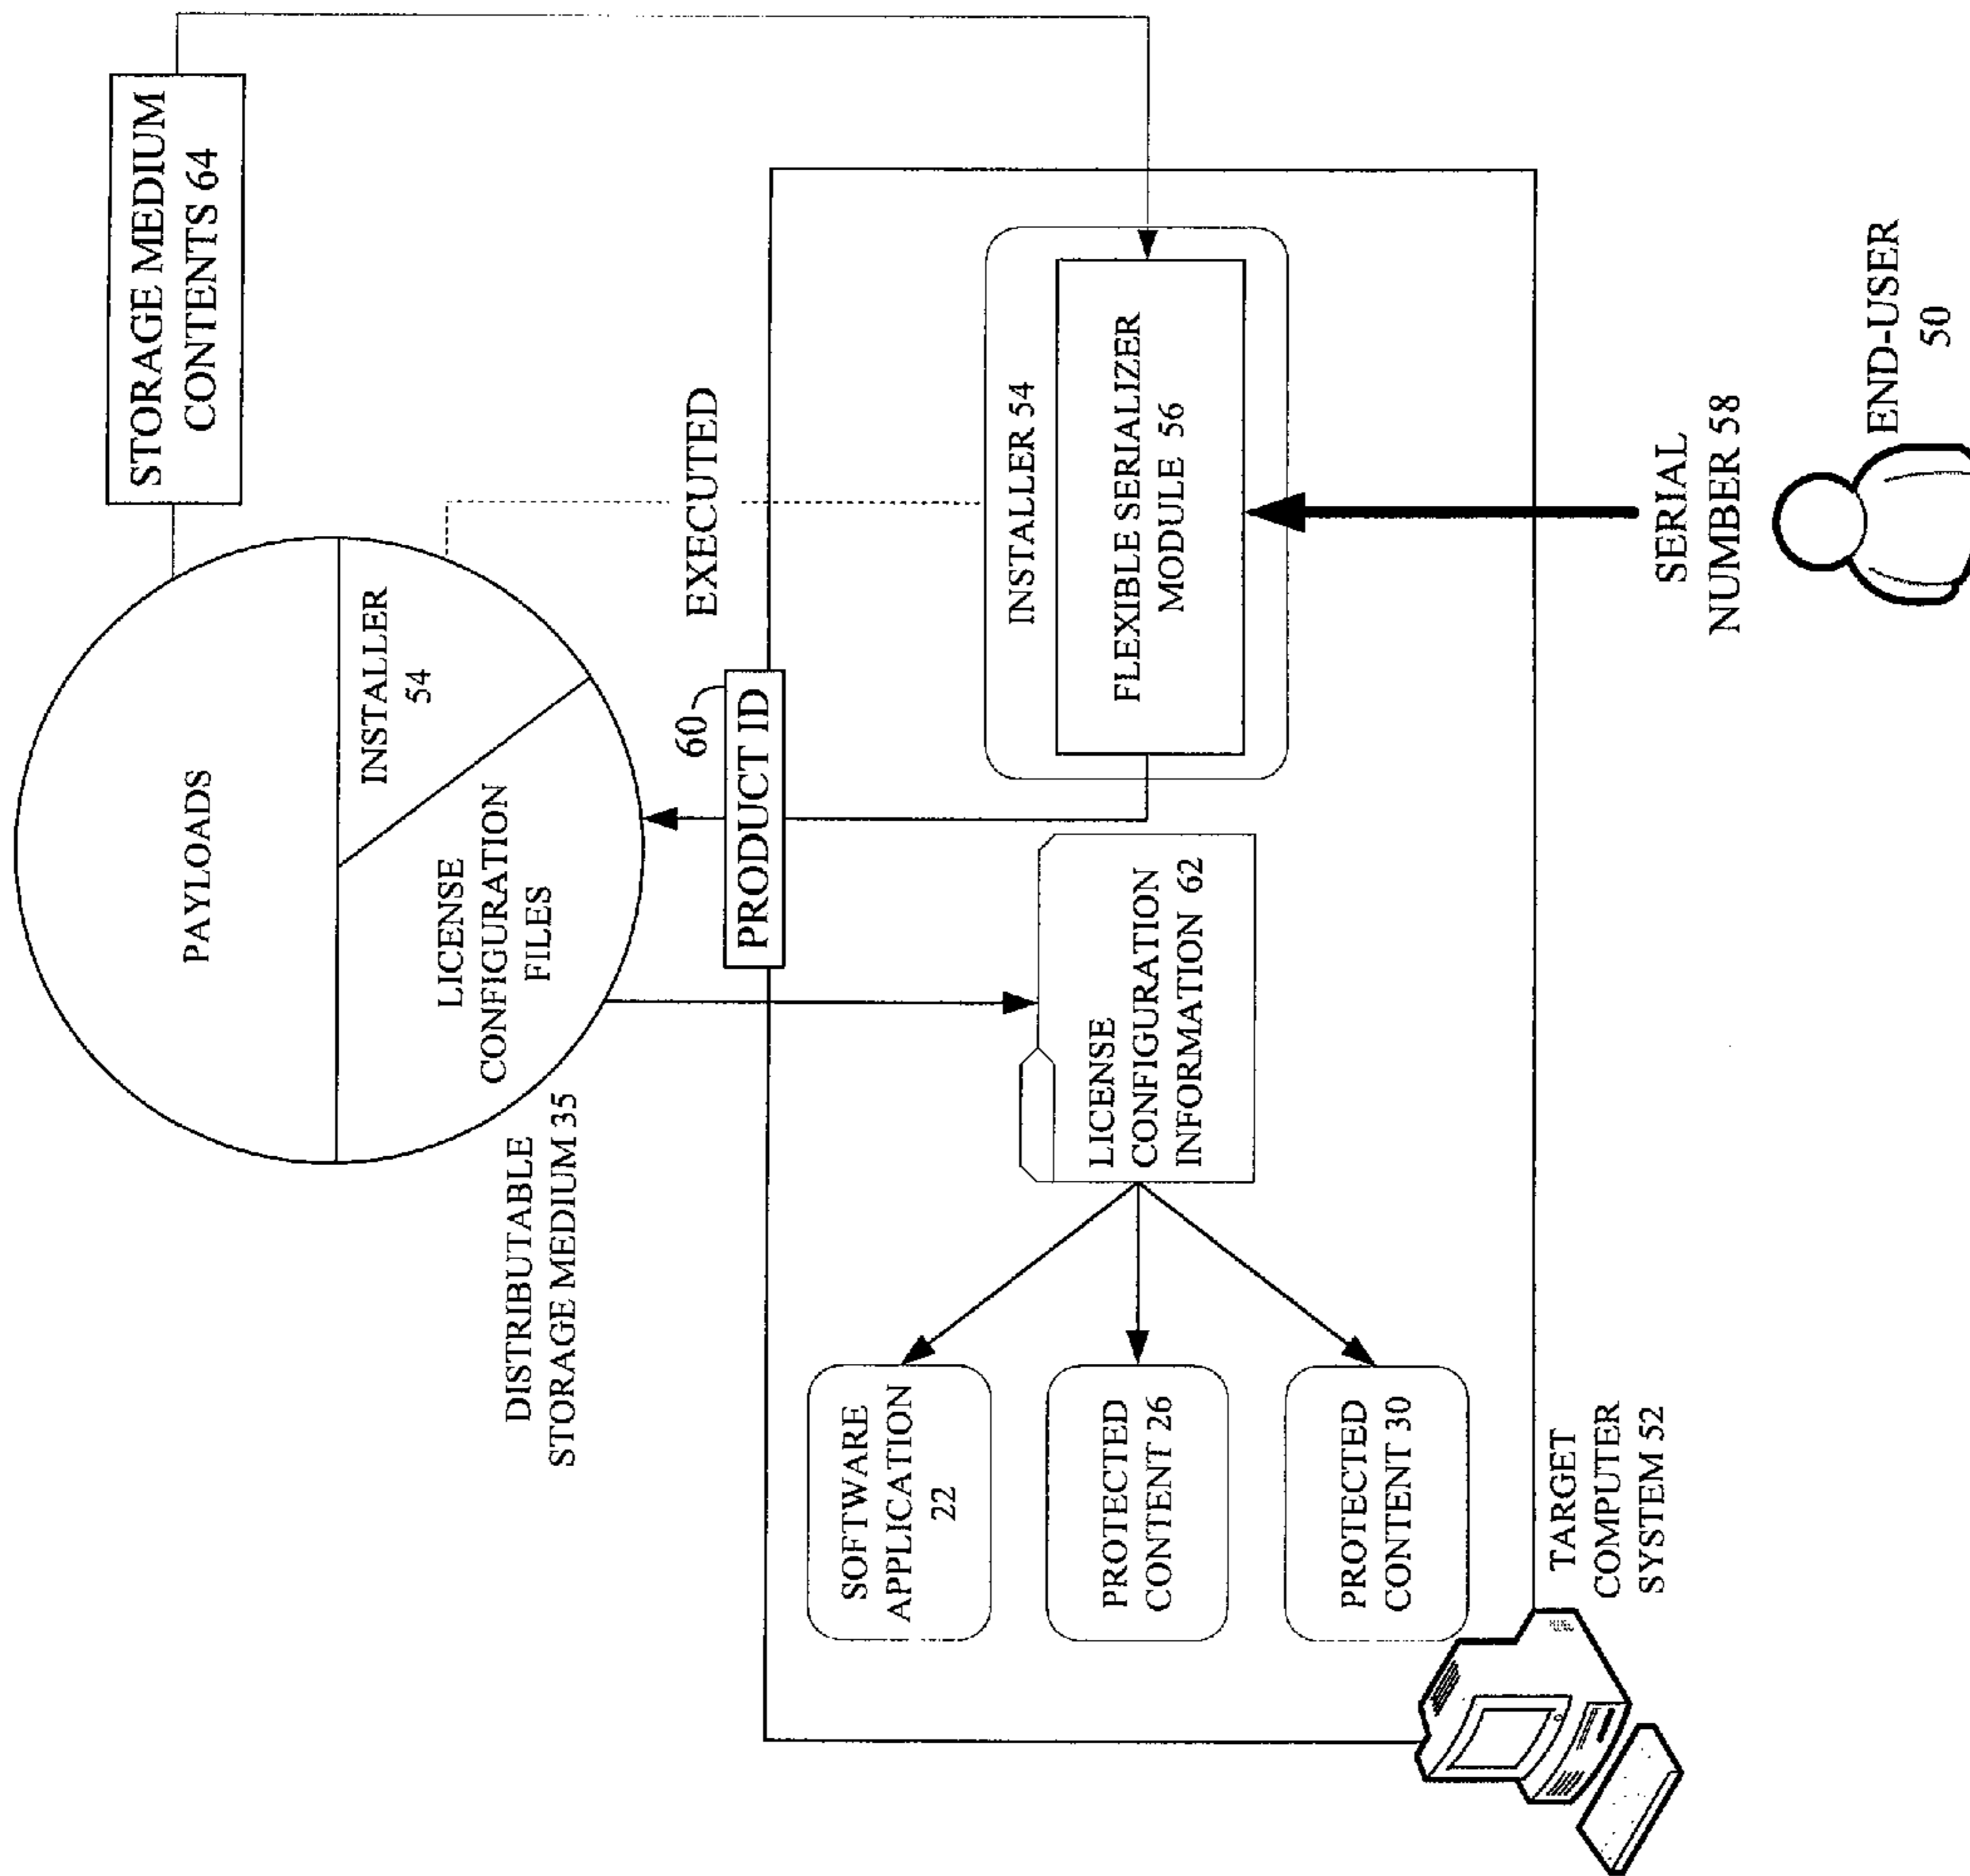 STORAGE MEDIUM
CONTENTS 64
PAYLOADS
INSTALLER
54
LICENSE
CONFIGURATION
FILES
DISTRIBUTABLE
STORAGE MEDIUM 35
EXECUTED
60
PRODUCT ID
INSTALLER 54
FLEXIBLE SERIALIZER
MODULE 56
LICENSE
CONFIGURATION
INFORMATION 62
SOFTWARE
APPLICATION
22
PROTECTED
CONTENT 26
PROTECTED
CONTENT 30
TARGET
COMPUTER
SYSTEM 52
SERIAL
NUMBER 58
END-USER
50